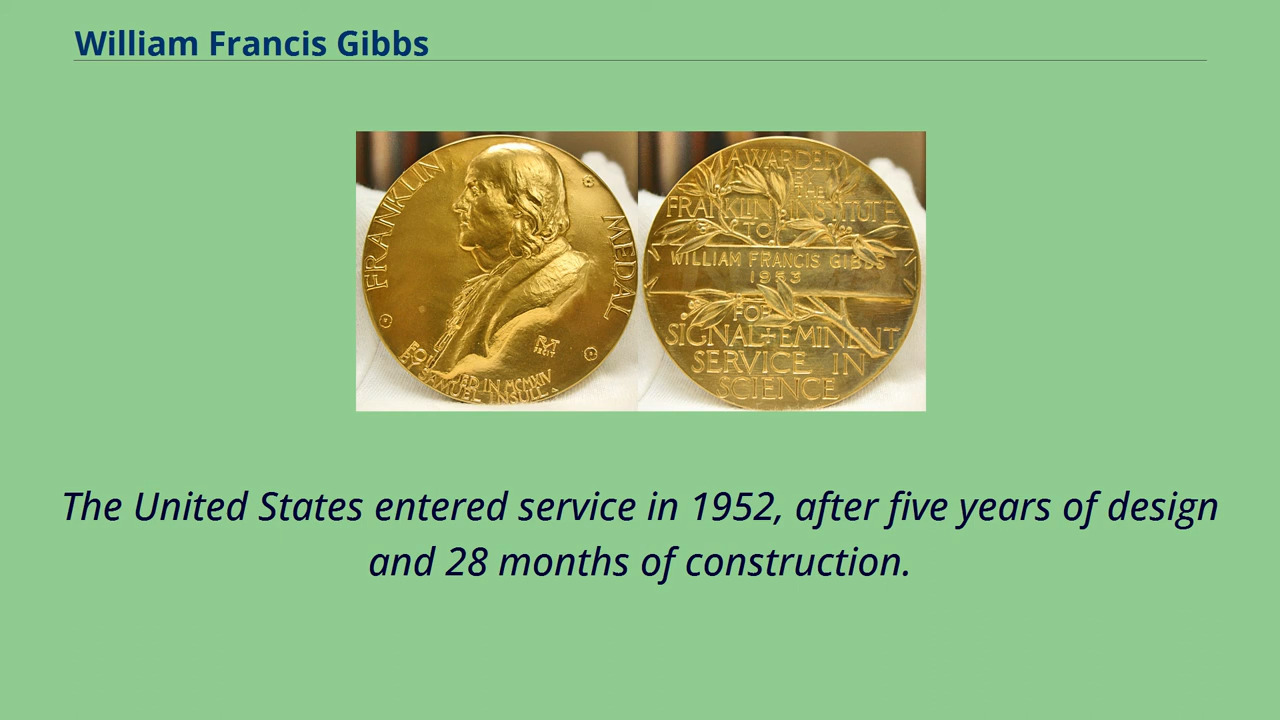 William Francis Gibbs
FRANKLIN MEDAL
ED IN MCMXIV
BY SAMUEL INSULL
AWARDED
BY
THE
FRANKLIN INSTITUTE
TO
WILLIAM FRANCIS GIBBS
1953
FOR
SIGNAL + EMINENT
SERVICE IN
SCIENCE
The United States entered service in 1952, after five years of design
and 28 months of construction.